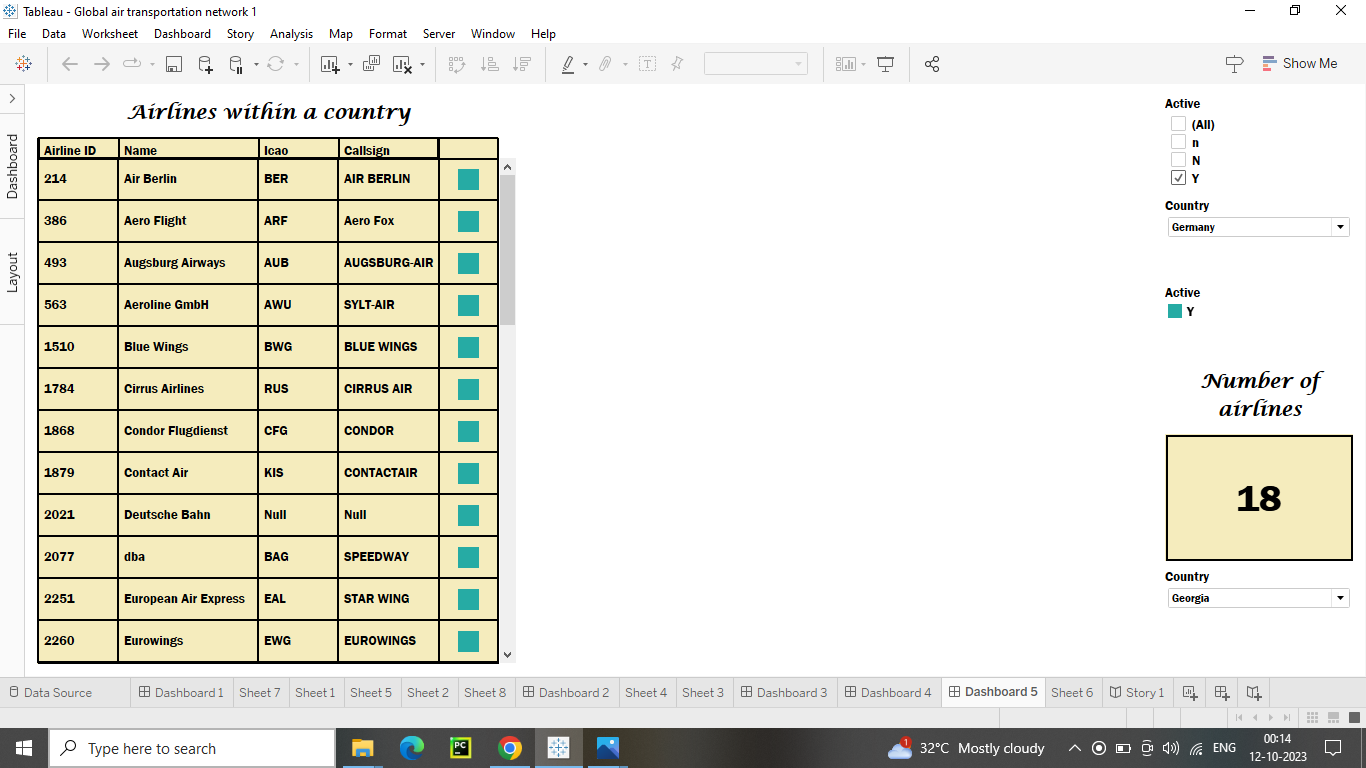 Tableau - Global air transportation network 1
File Data Worksheet Dashboard Story Analysis Map Format Server Window Help
Show Me
Dashboard
Layout
Airlines within a country
Airline ID Name Icao Callsign
214 Air Berlin BER AIR BERLIN
386 Aero Flight ARF Aero Fox
493 Augsburg Airways AUB AUGSBURG-AIR
563 Aeroline GmbH AWU SYLT-AIR
1510 Blue Wings BWG BLUE WINGS
1784 Cirrus Airlines RUS CIRRUS AIR
1868 Condor Flugdienst CFG CONDOR
1879 Contact Air KIS CONTACTAIR
2021 Deutsche Bahn Null Null
2077 dba BAG SPEEDWAY
2251 European Air Express EAL STAR WING
2260 Eurowings EWG EUROWINGS
Active
(All)
n
N
Y
Country
Germany
Active
Y
Number of
airlines
18
Country
Georgia
Data Source Dashboard 1 Sheet 7 Sheet 1 Sheet 5 Sheet 2 Sheet 8 Dashboard 2 Sheet 4 Sheet 3 Dashboard 3 Dashboard 4 Dashboard 5 Sheet 6 Story 1
Type here to search
PC
1
32°C Mostly cloudy
ENG
00:14
12-10-2023